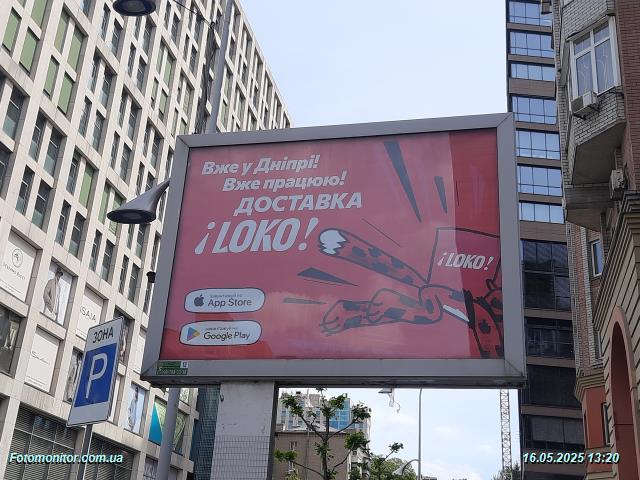 Вже у Дніпрі!
Вже працюю!
ДОСТАВКА
¡LOKO!
¡LOKO!
App Store
Google Play
ЗОНА
P
Fotomonitor.com.ua
16.05.2025 13:20